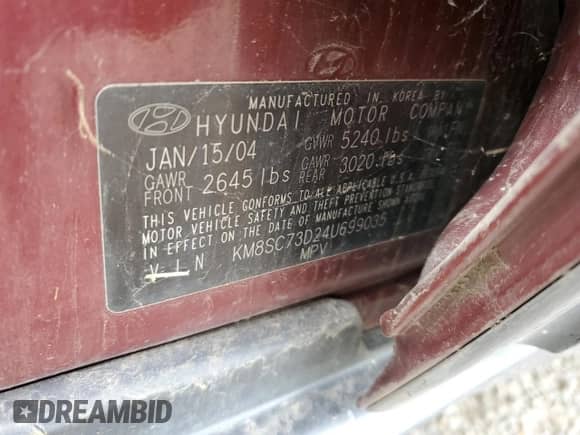 MANUFACTURED IN KOREA BY
HYUNDAI MOTOR COMPAN
JAN/15/04 GVWR 5240 lbs
GAWR FRONT 2645 lbs GAWR REAR 3020 lbs
THIS VEHICLE CONFORMS TO ALL APPLICABLE U.S.A.
MOTOR VEHICLE SAFETY AND THEFT PREVENTION STANDARDS
IN EFFECT ON THE DATE OF MANUFACTURE SHOWN ABOVE
V I N KM8SC73D24U699035
MPV
DREAMBID